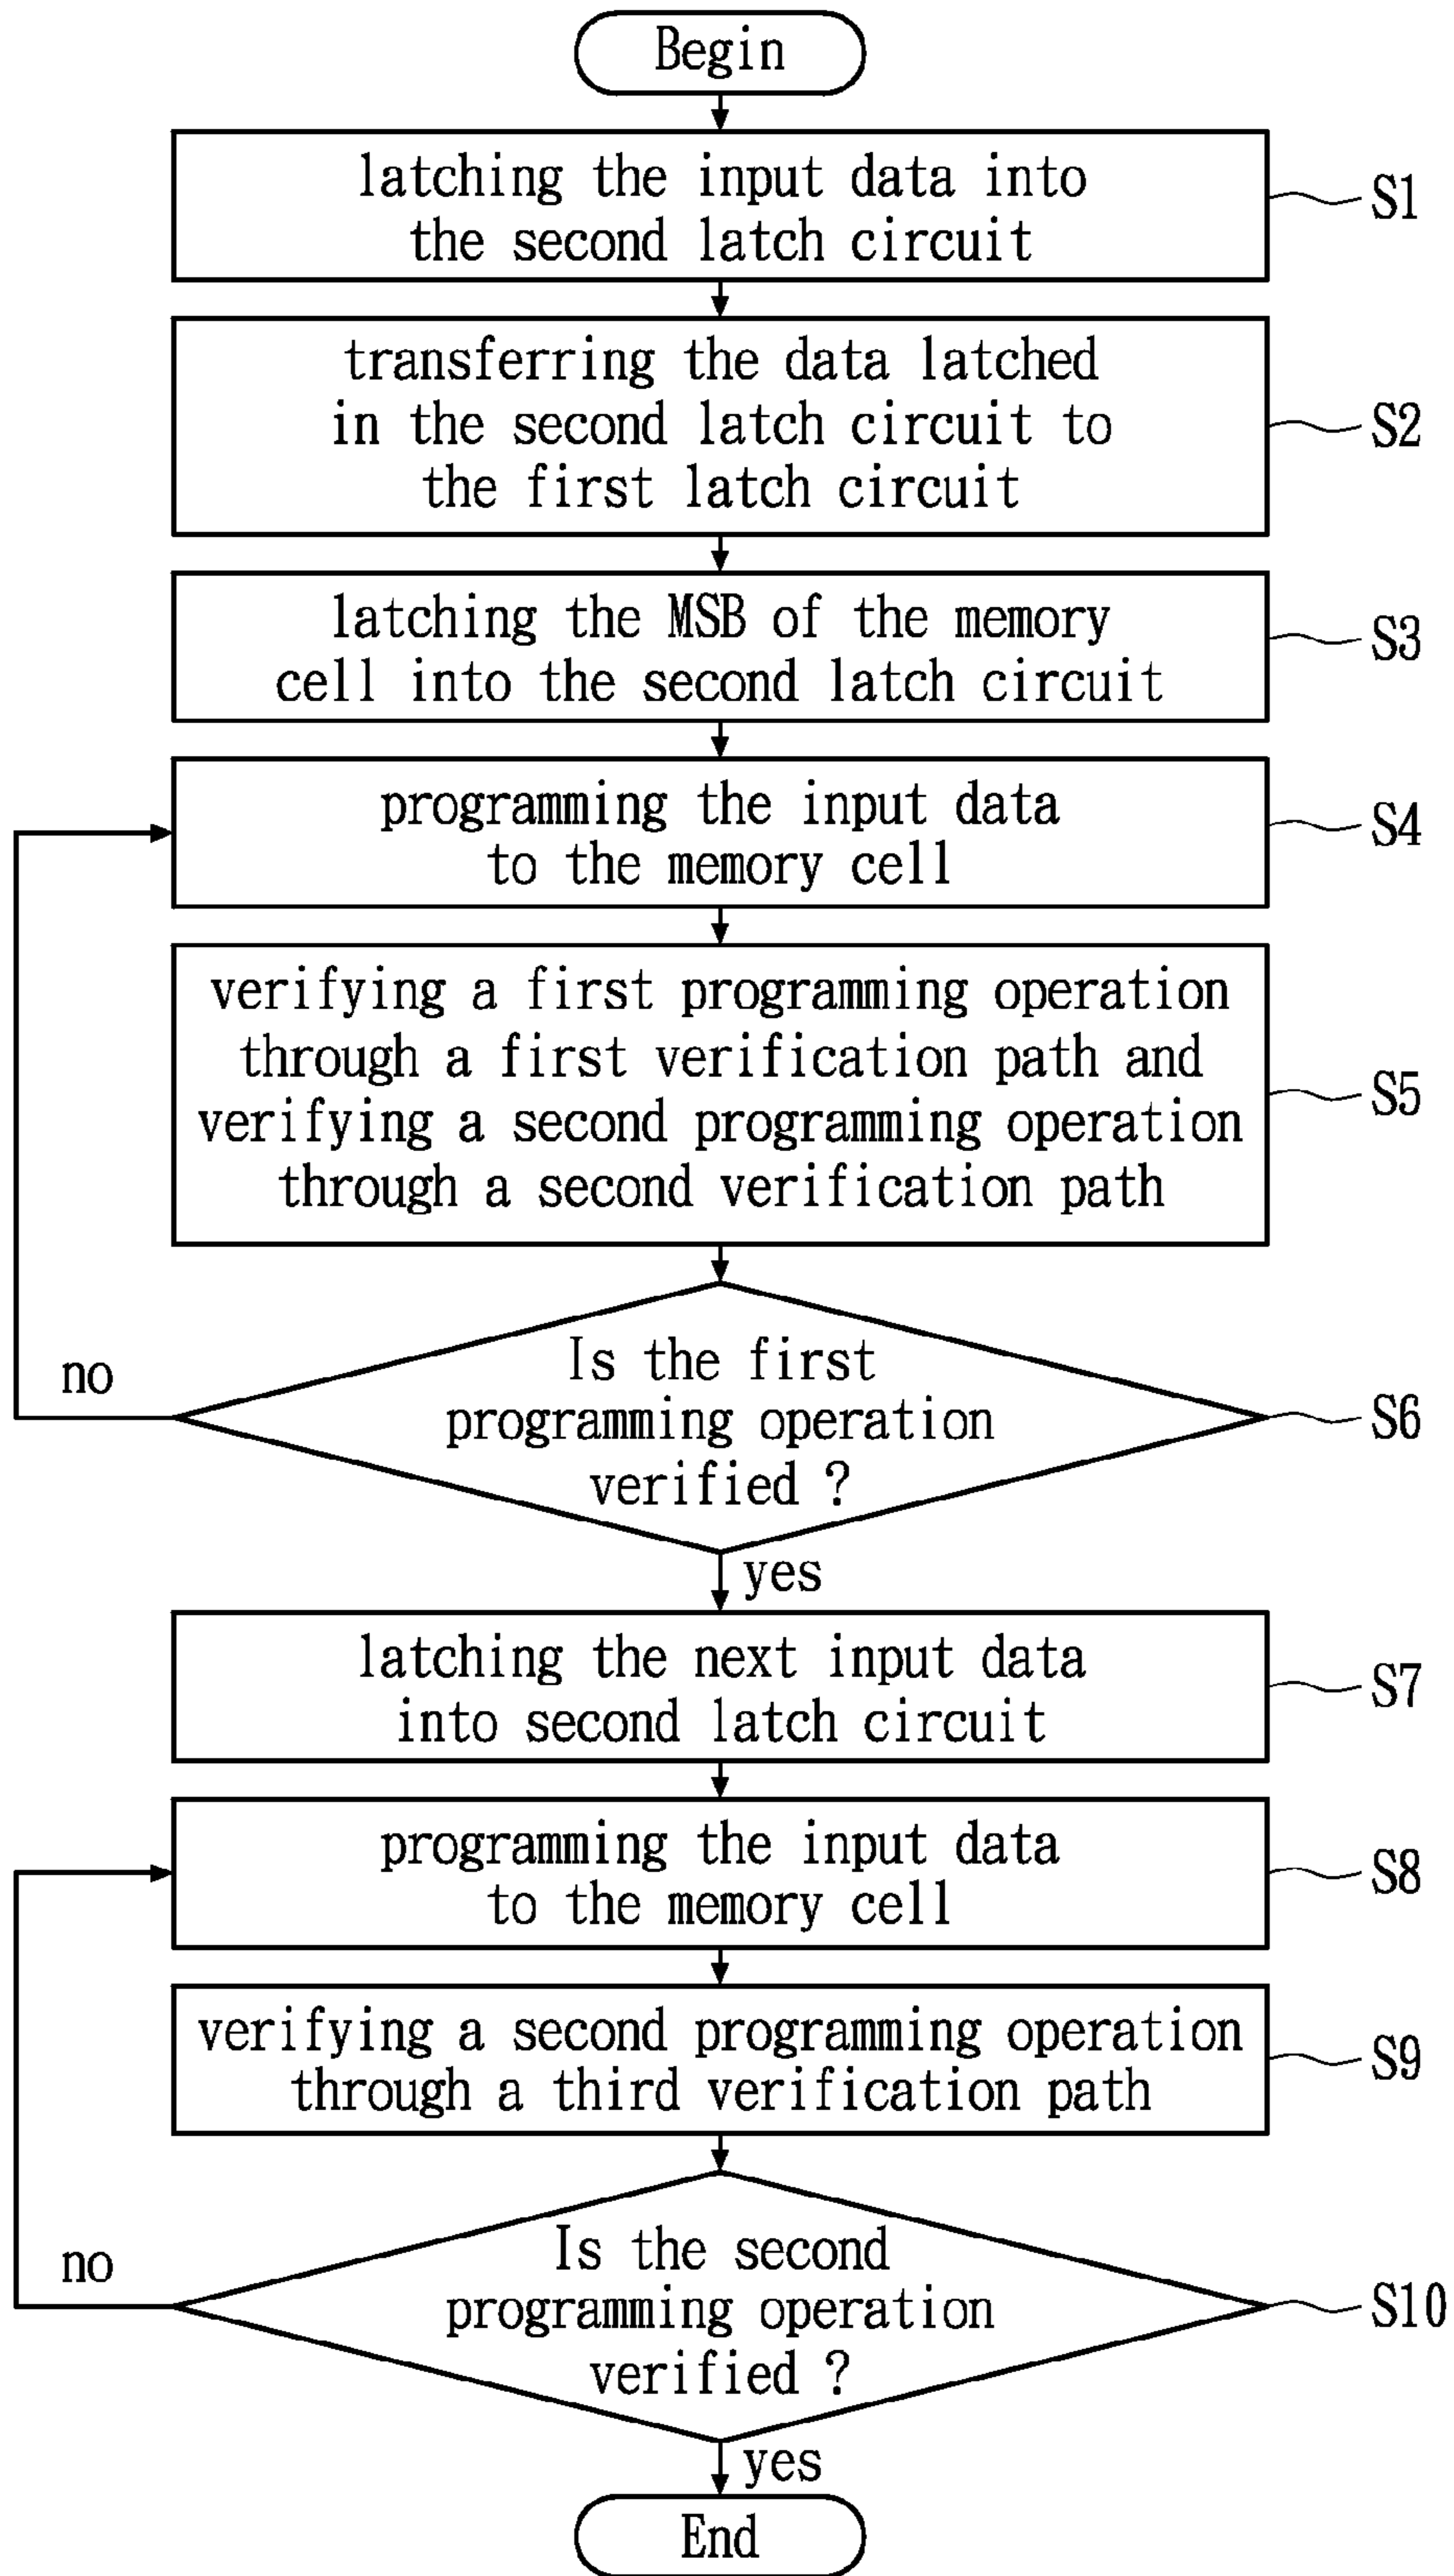 Begin
latching the input data into
the second latch circuit
S1
transferring the data latched
in the second latch circuit to
the first latch circuit
S2
latching the MSB of the memory
cell into the second latch circuit
S3
programming the input data
to the memory cell
S4
verifying a first programming operation
through a first verification path and
verifying a second programming operation
through a second verification path
S5
Is the first
programming operation
verified ?
no
S6
yes
latching the next input data
into second latch circuit
S7
programming the input data
to the memory cell
S8
verifying a second programming operation
through a third verification path
S9
Is the second
programming operation
verified ?
no
S10
yes
End